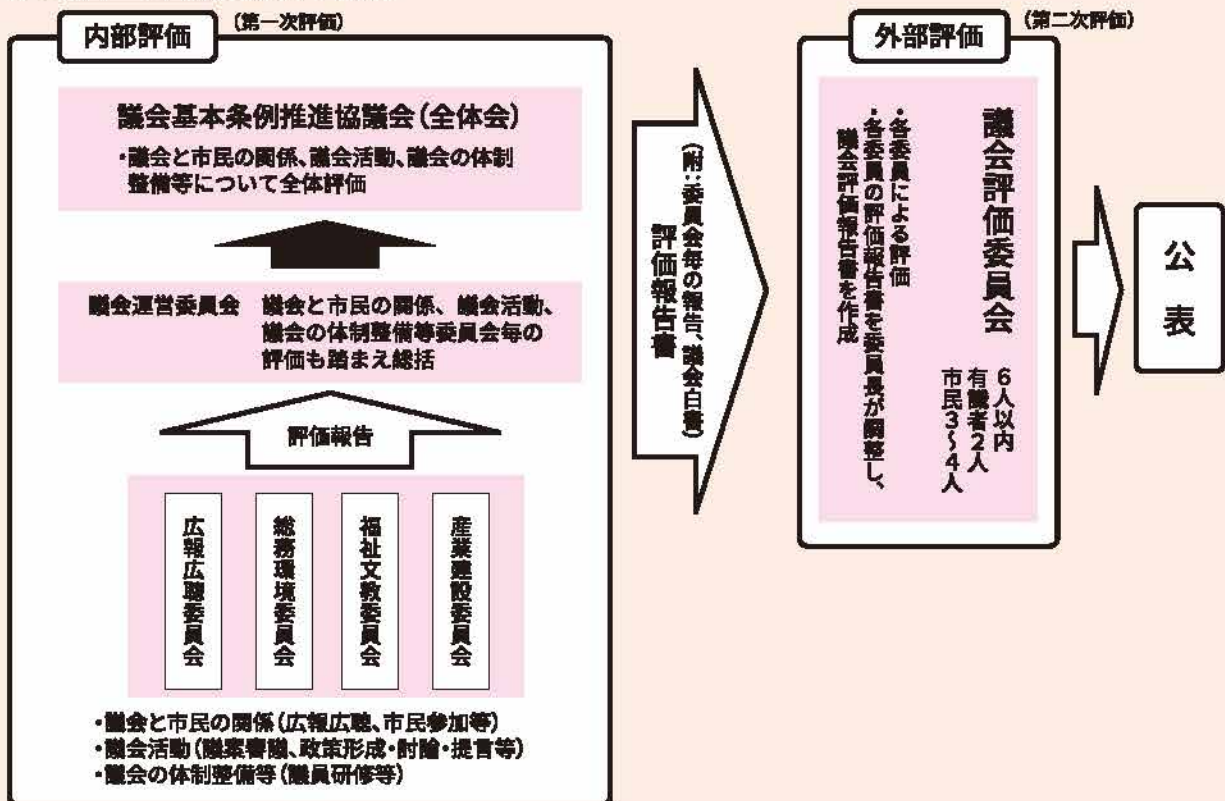 内部評価
(第一次評価)
議会基本条例推進協議会(全体会)
・議会と市民の関係、議会活動、議会の体制
整備等について全体評価
議会運営委員会 議会と市民の関係、議会活動、
議会の体制整備等委員会毎の
評価も踏まえ総括
評価報告
広報広聴委員会
総務環境委員会
福祉文教委員会
産業建設委員会
・議会と市民の関係(広報広聴、市民参加等)
・議会活動(議案審議、政策形成・討論・提言等)
・議会の体制整備等(議員研修等)
評価報告書
(附:委員会毎の報告、議会白書)
外部評価
(第二次評価)
議会評価委員会
6人以内
有識者2人
市民3~4人
・各委員による評価
・各委員の評価報告書を委員長が調整し、
議会評価報告書を作成
公表